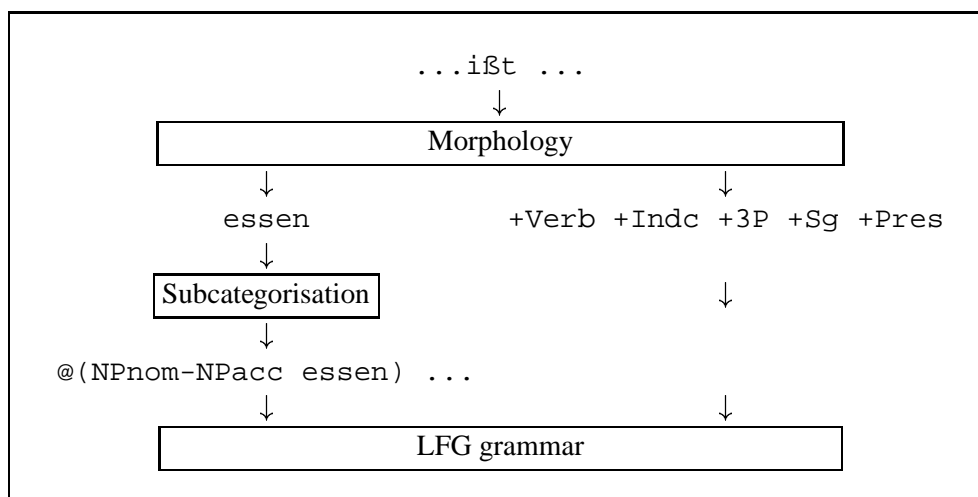 ...ißt ...
Morphology
essen +Verb +Indc +3P +Sg +Pres
Subcategorisation
@(NPnom-NPacc essen) ...
LFG grammar